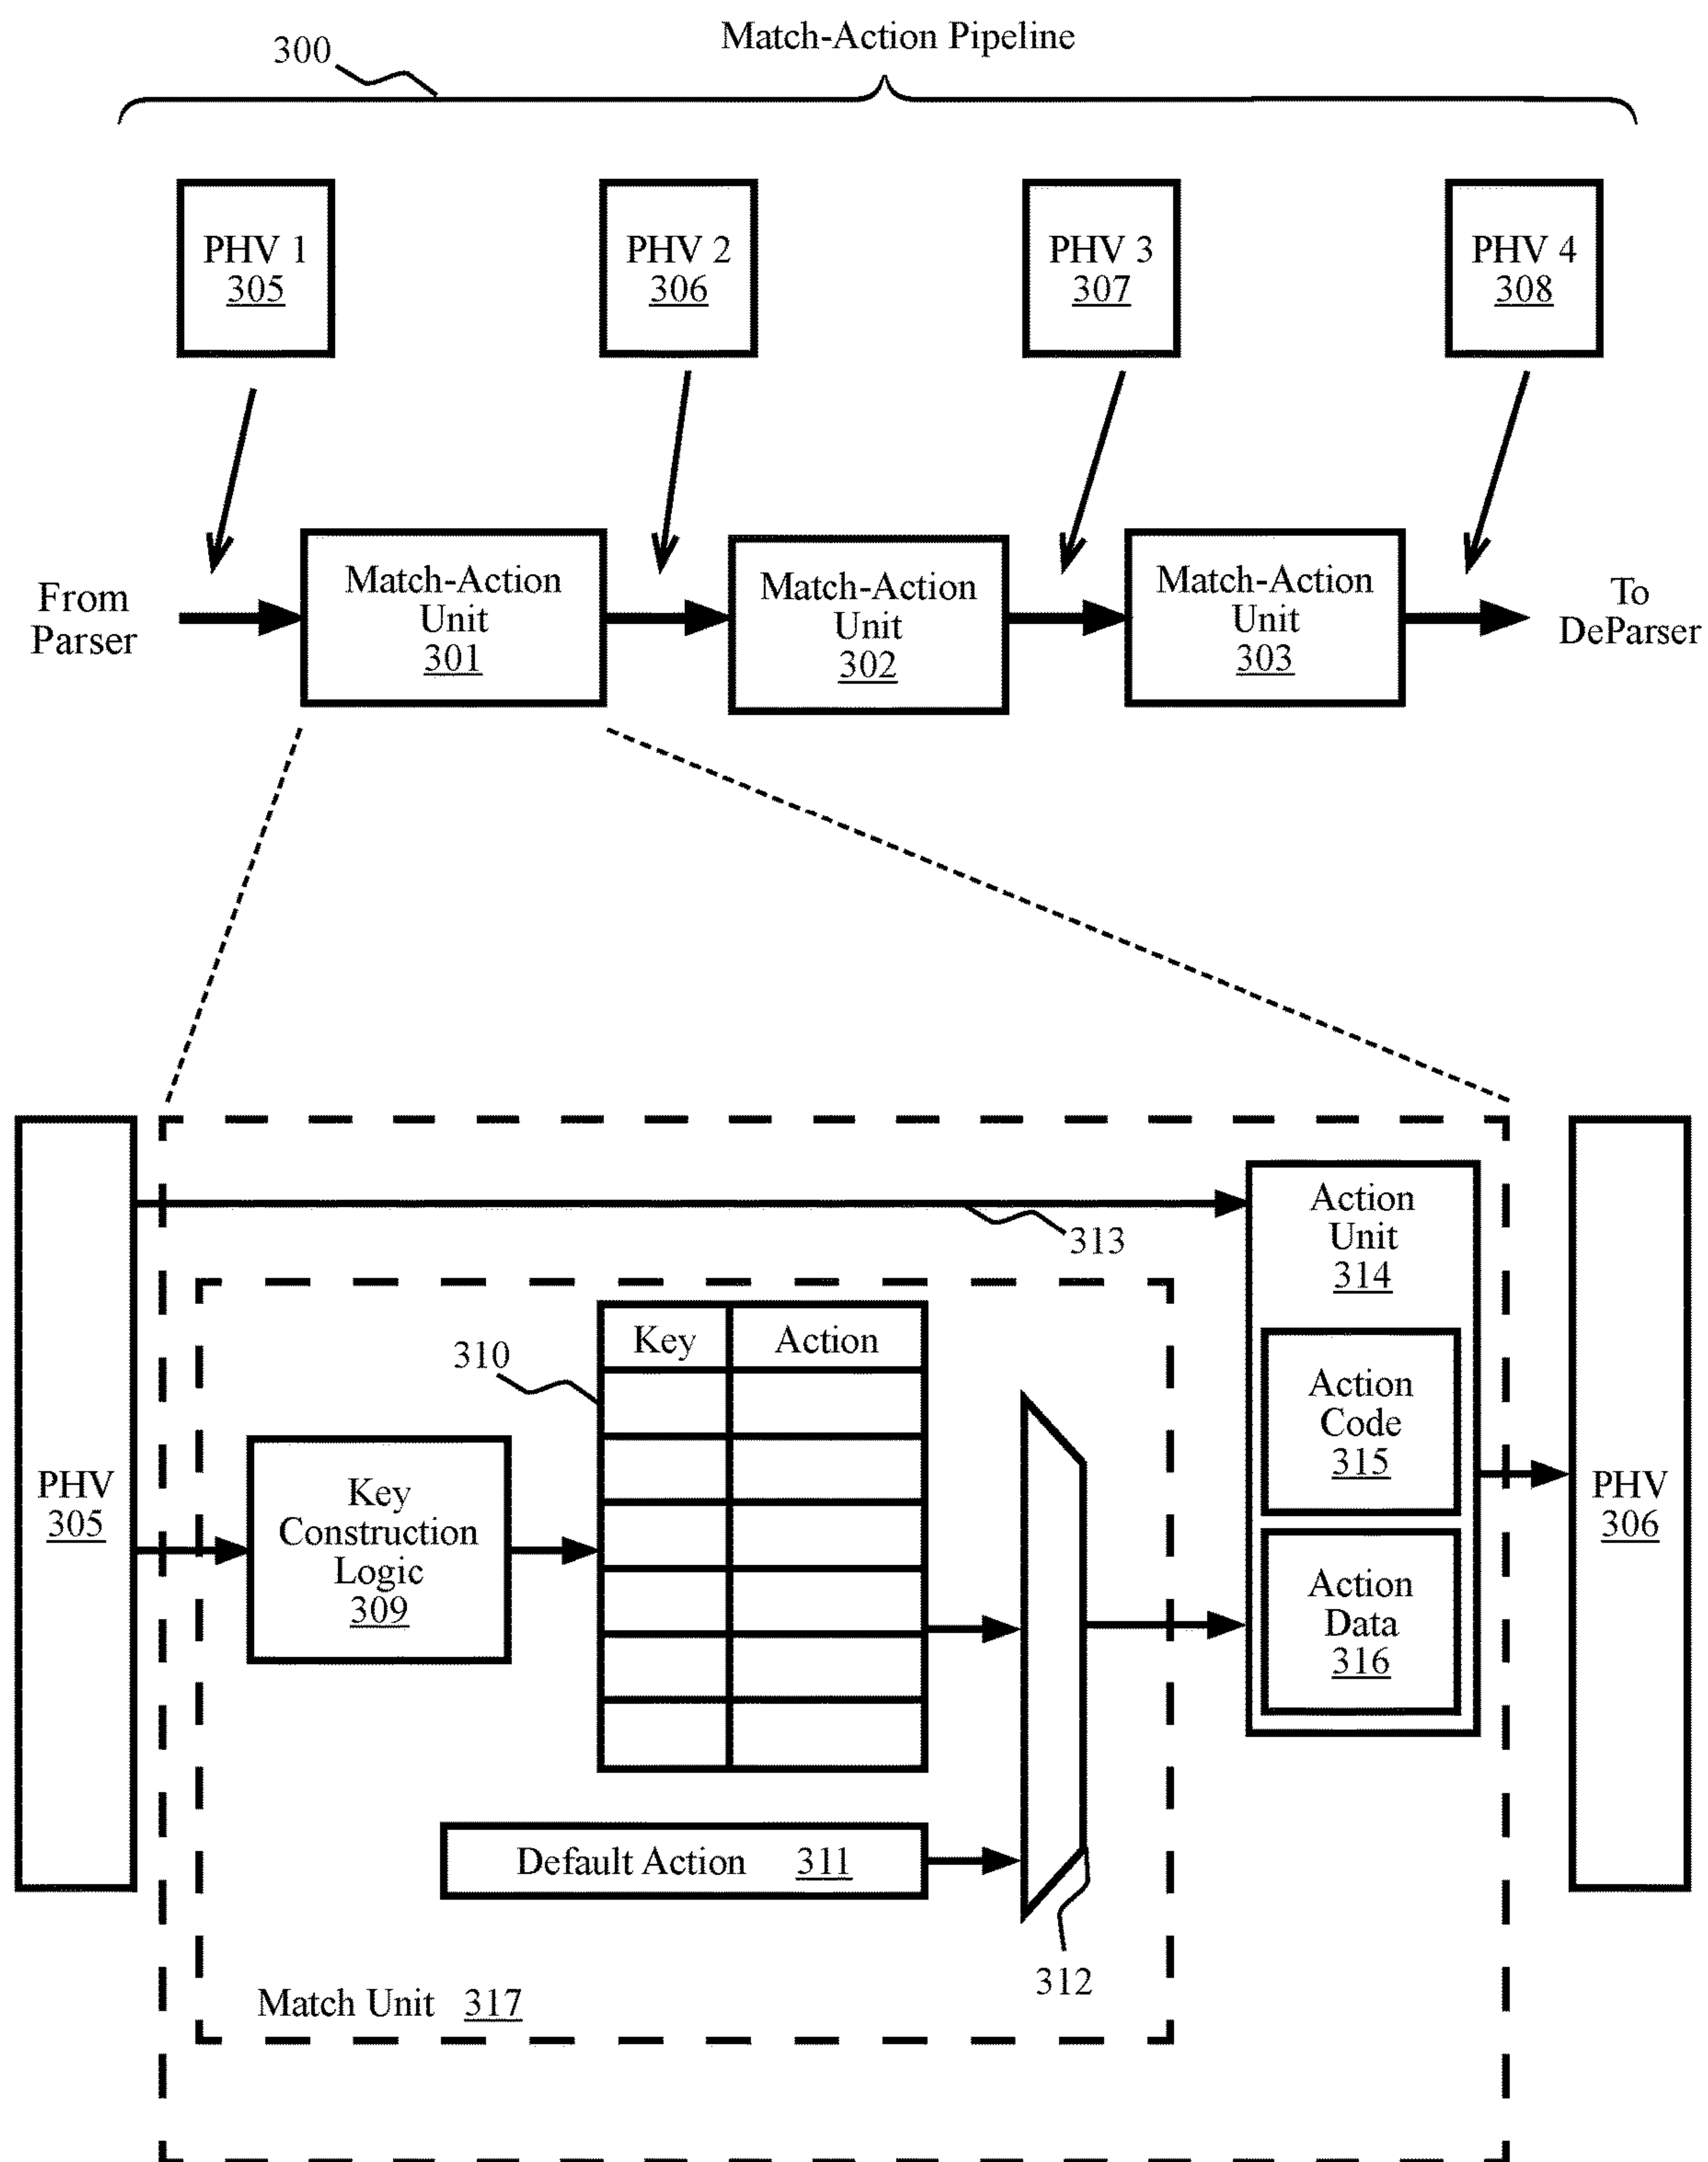 Match-Action Pipeline
300
PHV 1
305
PHV 2
306
PHV 3
307
PHV 4
308
From
Parser
Match-Action
Unit
301
Match-Action
Unit
302
Match-Action
Unit
303
To
DeParser
PHV
305
313
Action
Unit
314
310
Key
Action
Key
Construction
Logic
309
Action
Code
315
Action
Data
316
PHV
306
Default Action 311
312
Match Unit 317